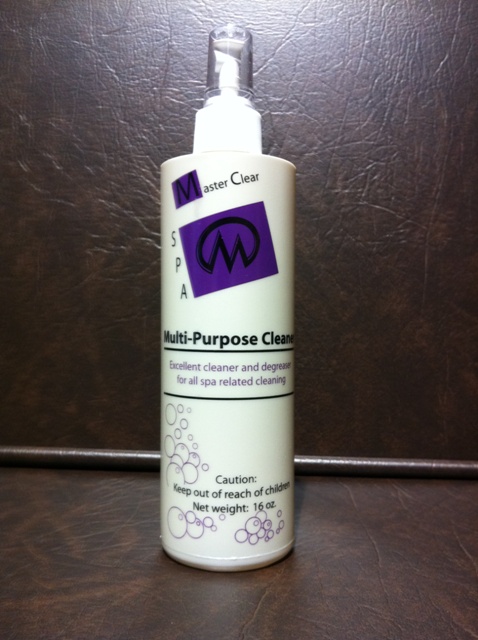 Master Clear
SPA
M
Multi-Purpose Cleane
Excellent cleaner and degreaser
for all spa related cleaning
Caution:
Keep out of reach of children
Net weight: 16 oz.